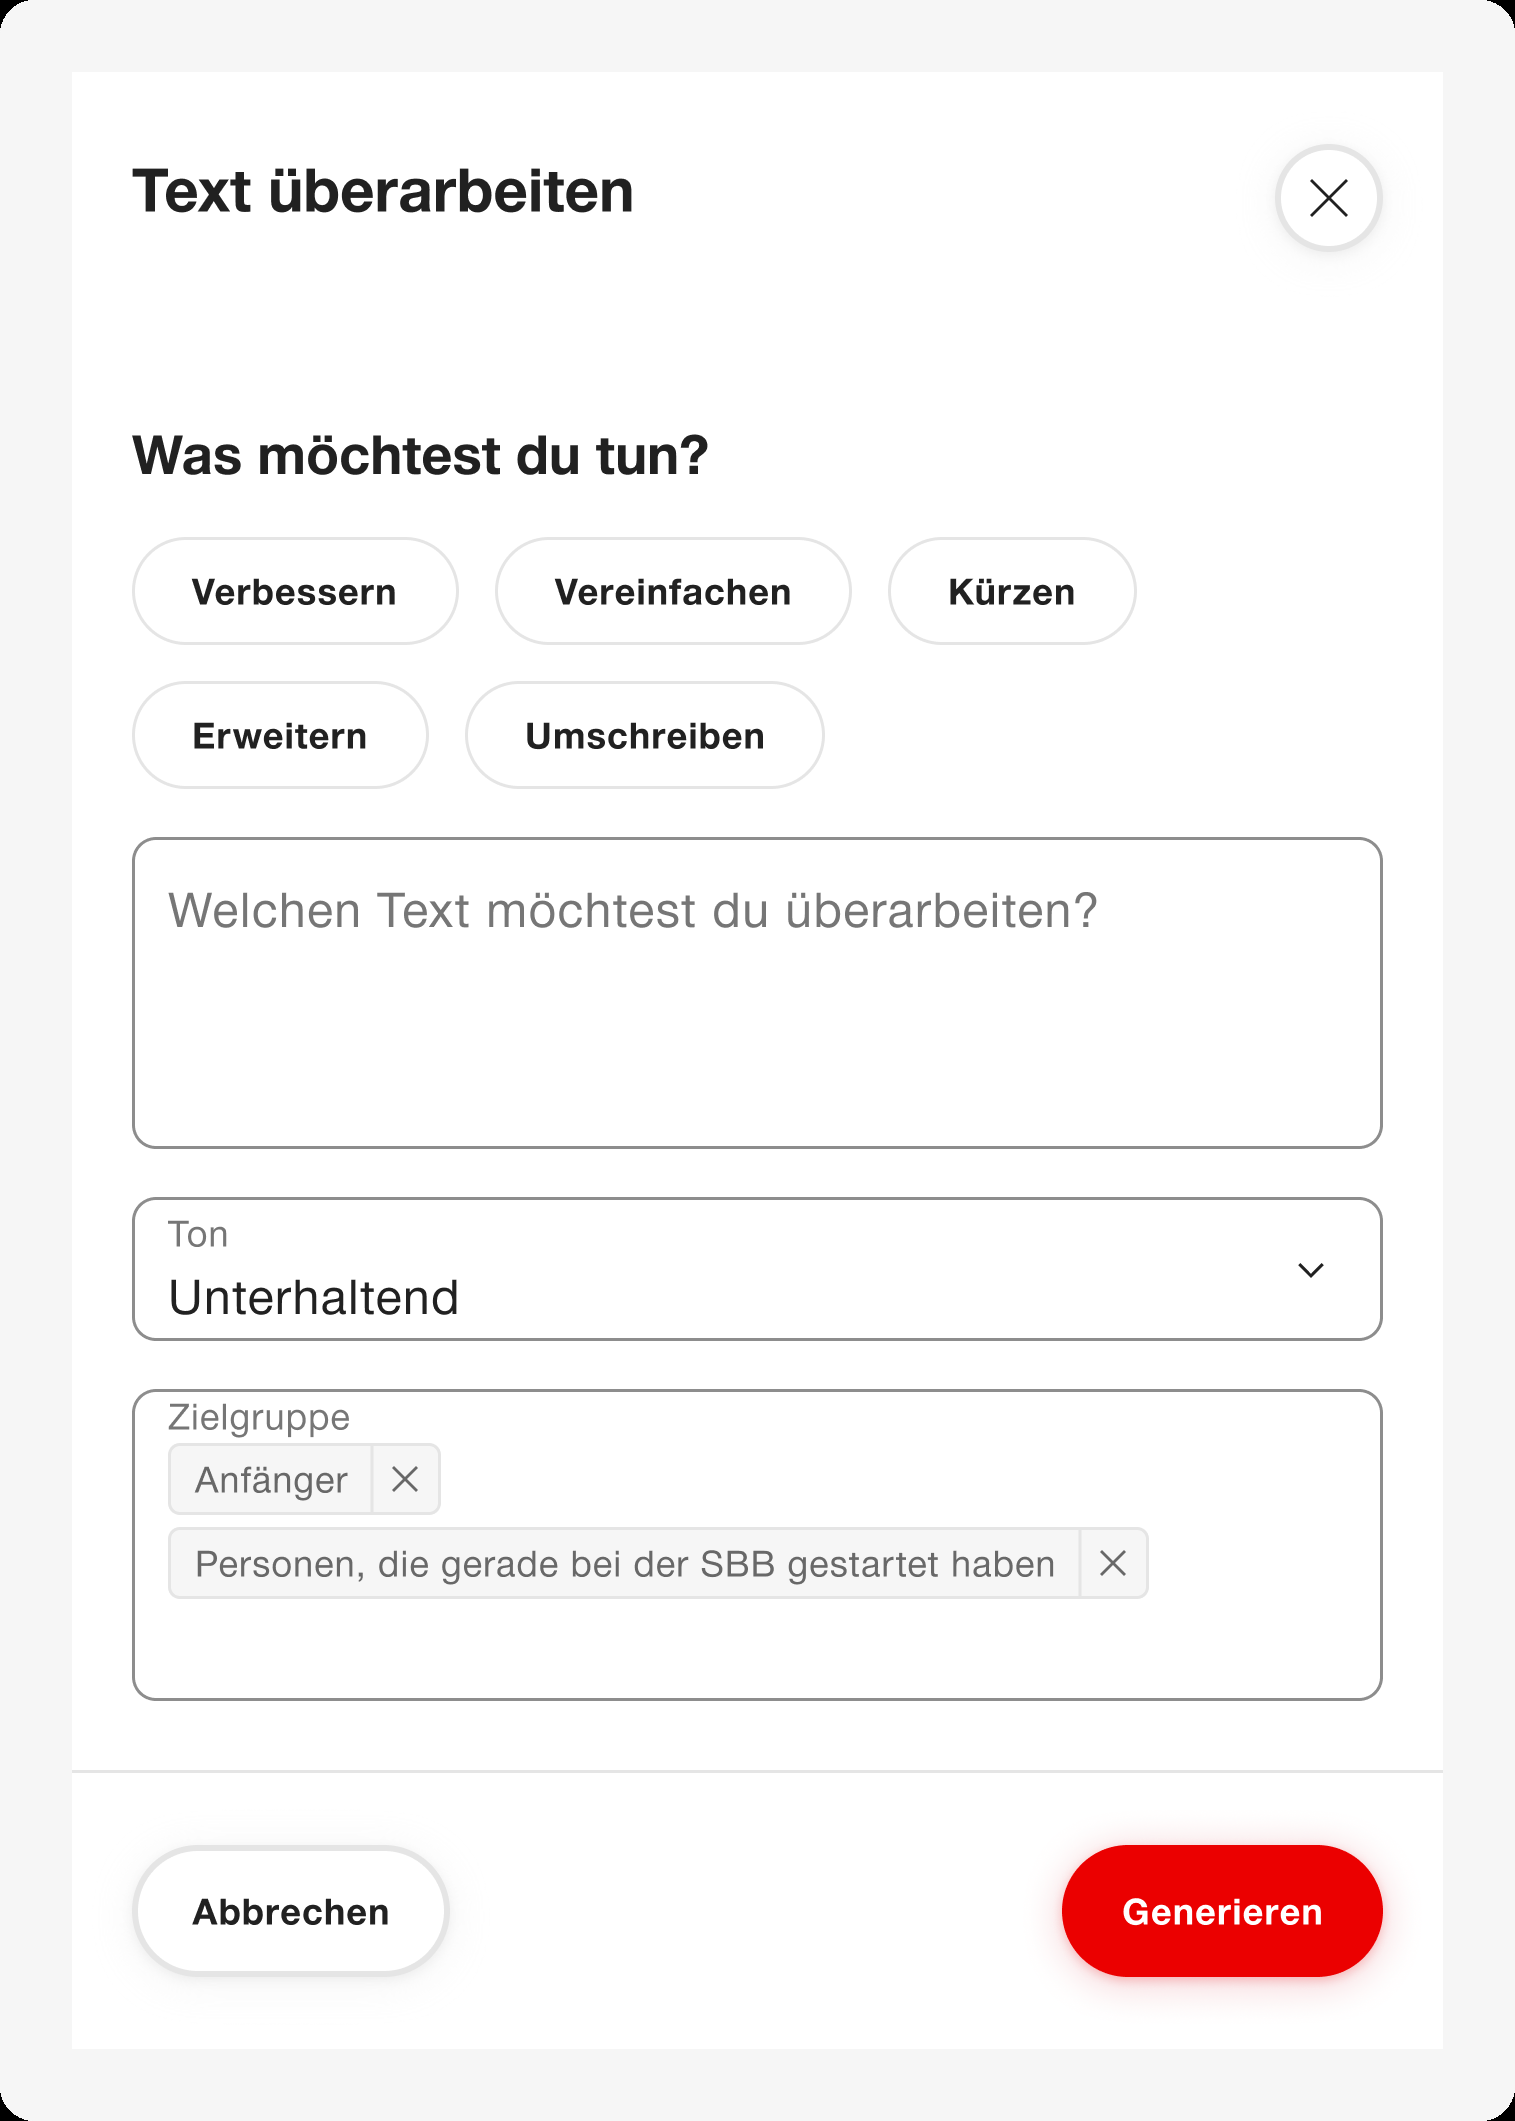 Text überarbeiten
Was möchtest du tun?
Verbessern Vereinfachen Kürzen
Erweitern Umschreiben
Welchen Text möchtest du überarbeiten?
Ton
Unterhaltend
Zielgruppe
Anfänger
Personen, die gerade bei der SBB gestartet haben
Abbrechen Generieren